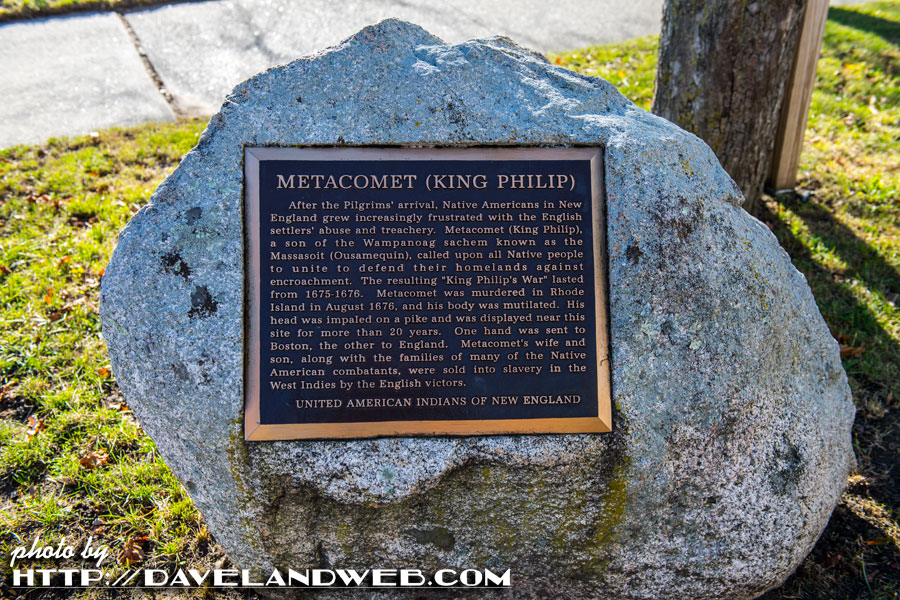 METACOMET (KING PHILIP)
After the Pilgrims' arrival, Native Americans in New
England grew increasingly frustrated with the English
settlers' abuse and treachery. Metacomet (King Philip),
a son of the Wampanoag sachem known as the
Massasoit (Ousamequin), called upon all Native people
to unite to defend their homelands against
encroachment. The resulting "King Philip's War" lasted
from 1675-1676. Metacomet was murdered in Rhode
Island in August 1676, and his body was mutilated. His
head was impaled on a pike and was displayed near this
site for more than 20 years. One hand was sent to
Boston, the other to England. Metacomet's wife and
son, along with the families of many of the Native
American combatants, were sold into slavery in the
West Indies by the English victors.
UNITED AMERICAN INDIANS OF NEW ENGLAND
photo by
HTTP://DAVELANDWEB.COM